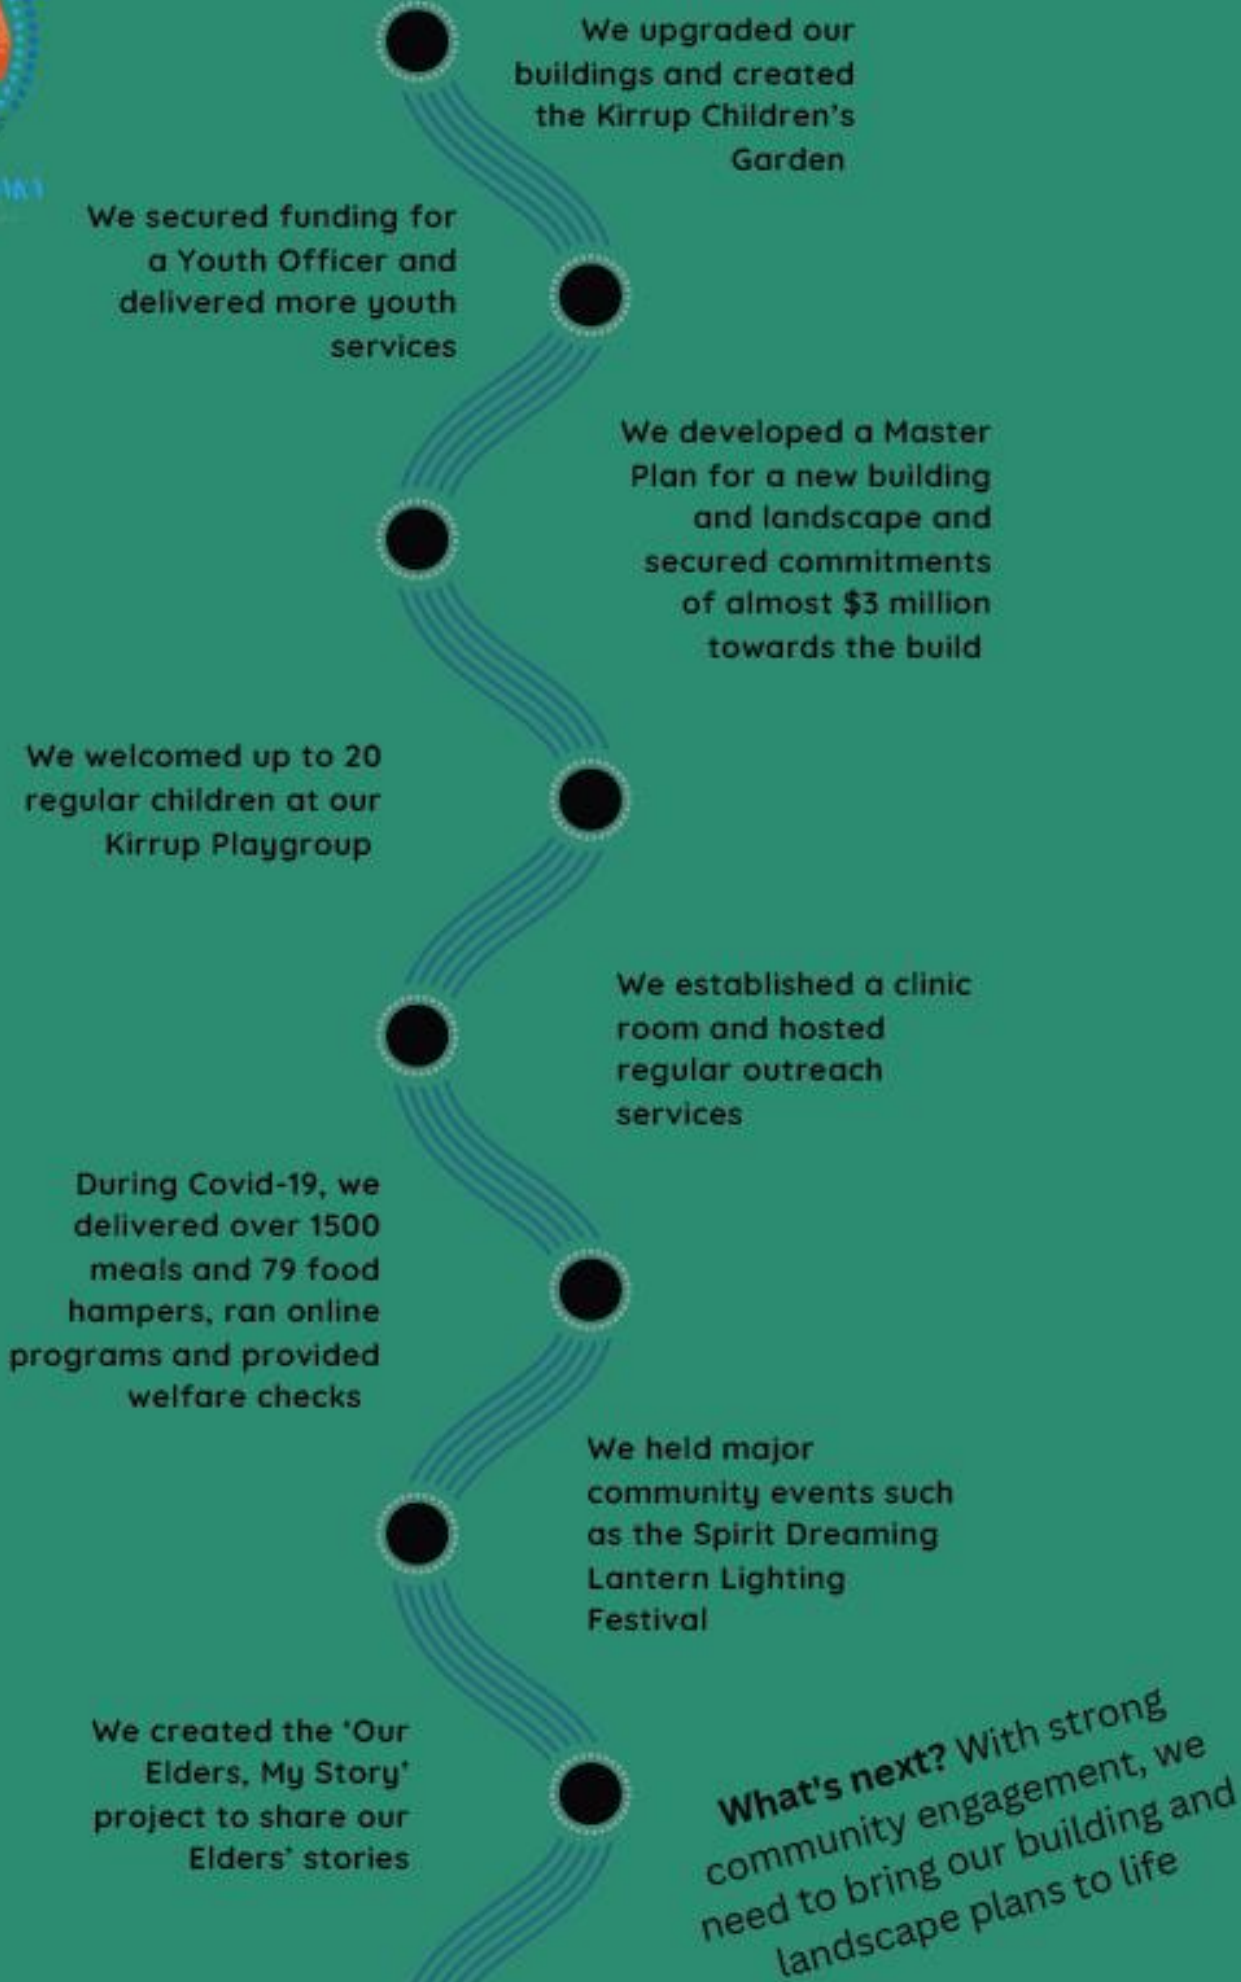 We upgraded our
buildings and created
the Kirrup Children's
Garden
We secured funding for
a Youth Officer and
delivered more youth
services
We developed a Master
Plan for a new building
and landscape and
secured commitments
of almost $3 million
towards the build
We welcomed up to 20
regular children at our
Kirrup Playgroup
We established a clinic
room and hosted
regular outreach
services
During Covid-19, we
delivered over 1500
meals and 79 food
hampers, ran online
programs and provided
welfare checks
We held major
community events such
as the Spirit Dreaming
Lantern Lighting
Festival
We created the 'Our
Elders, My Story'
project to share our
Elders' stories
What's next? With strong
community engagement, we
need to bring our building and
landscape plans to life